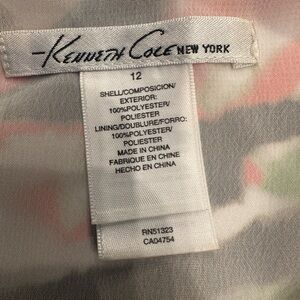 Kenneth Cole NEW YORK
12
SHELL/COMPOSICION/
EXTERIOR:
100%POLYESTER/
POLIESTER
LINING/DOUBLURE/FORRO:
100%POLYESTER/
POLIESTER
MADE IN CHINA
FABRIQUE EN CHINE
HECHO EN CHINA
RN51323
CA04754